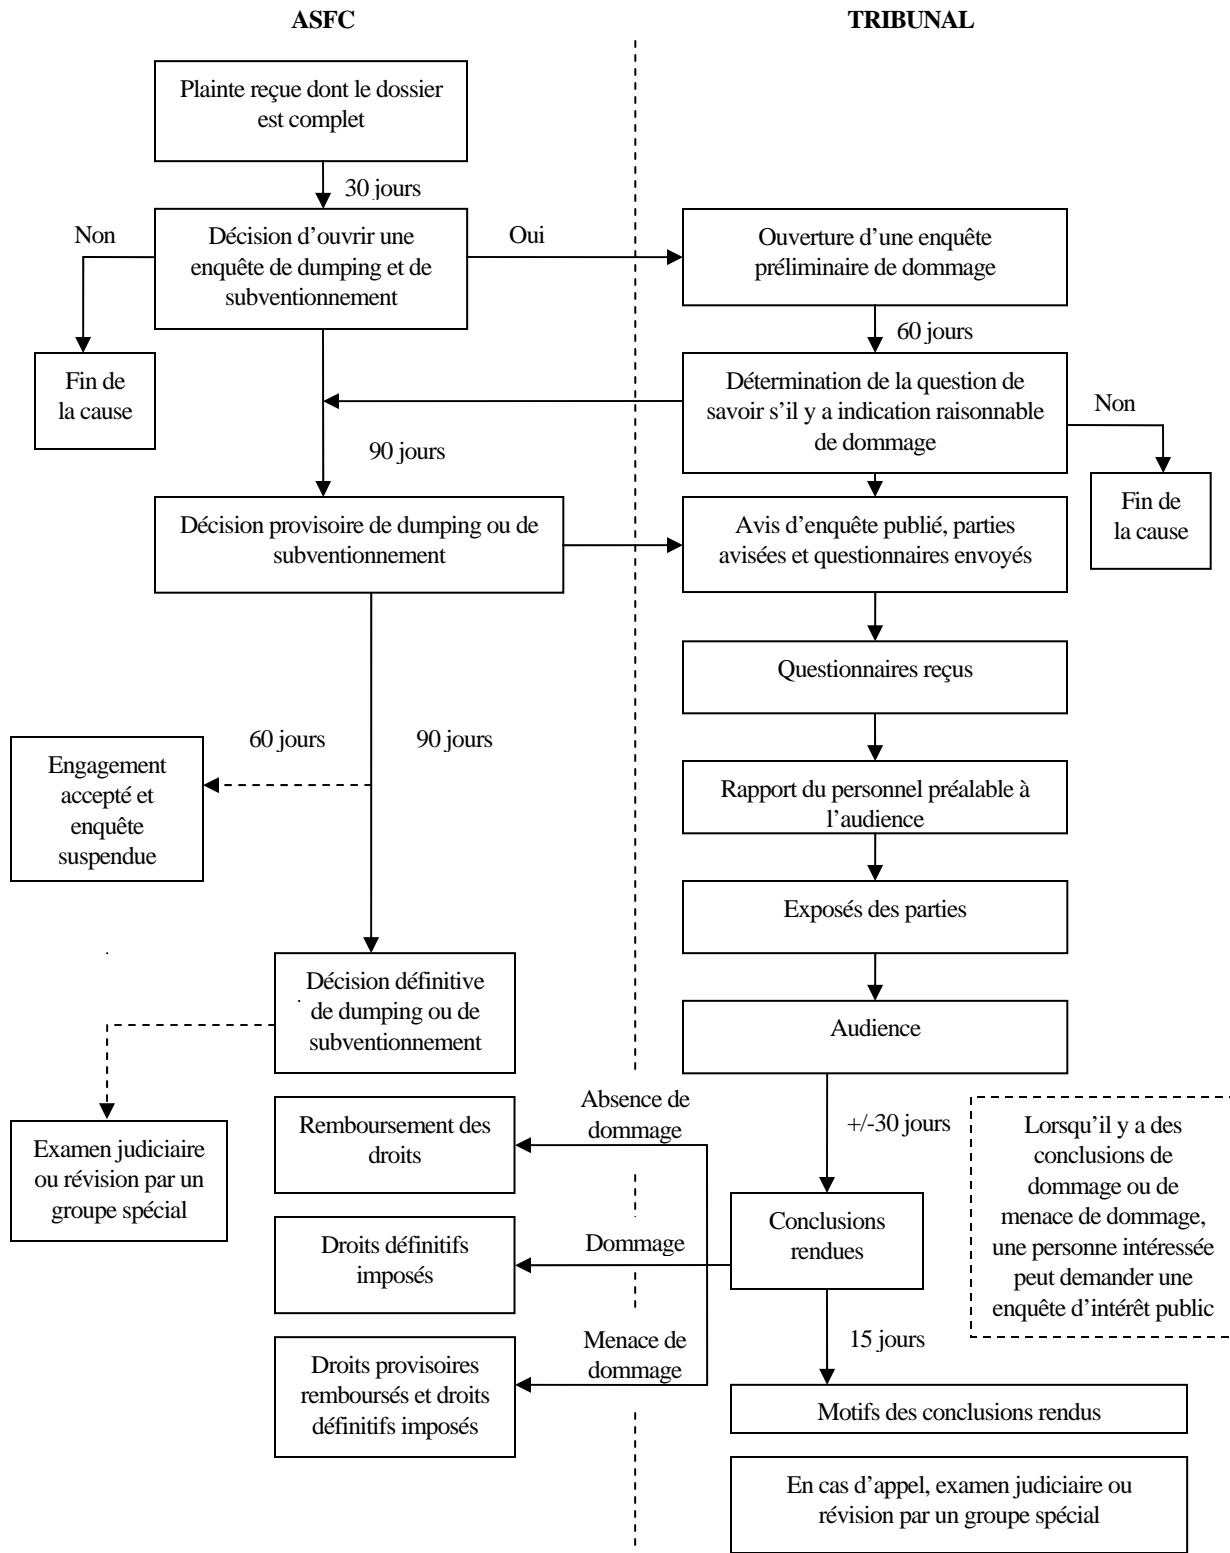 ASFC
TRIBUNAL
Plainte reçue dont le dossier
est complet
30 jours
Non
Décision d’ouvrir une
enquête de dumping et de
subventionnement
Oui
Ouverture d’une enquête
préliminaire de dommage
60 jours
Fin de
la cause
Détermination de la question de
savoir s’il y a indication raisonnable
de dommage
Non
90 jours
Fin de
la cause
Décision provisoire de dumping ou de
subventionnement
Avis d’enquête publié, parties
avisées et questionnaires envoyés
Questionnaires reçus
60 jours
90 jours
Engagement
accepté et
enquête
suspendue
Rapport du personnel préalable à
l’audience
Exposés des parties
Décision définitive
de dumping ou de
subventionnement
Audience
Absence de
dommage
+/-30 jours
Remboursement des
droits
Examen judiciaire
ou révision par un
groupe spécial
Lorsqu’il y a des
conclusions de
dommage ou de
menace de dommage,
une personne intéressée
peut demander une
enquête d’intérêt public
Conclusions
rendues
Dommage
Droits définitifs
imposés
15 jours
Menace de
dommage
Droits provisoires
remboursés et droits
définitifs imposés
Motifs des conclusions rendus
En cas d’appel, examen judiciaire ou
révision par un groupe spécial